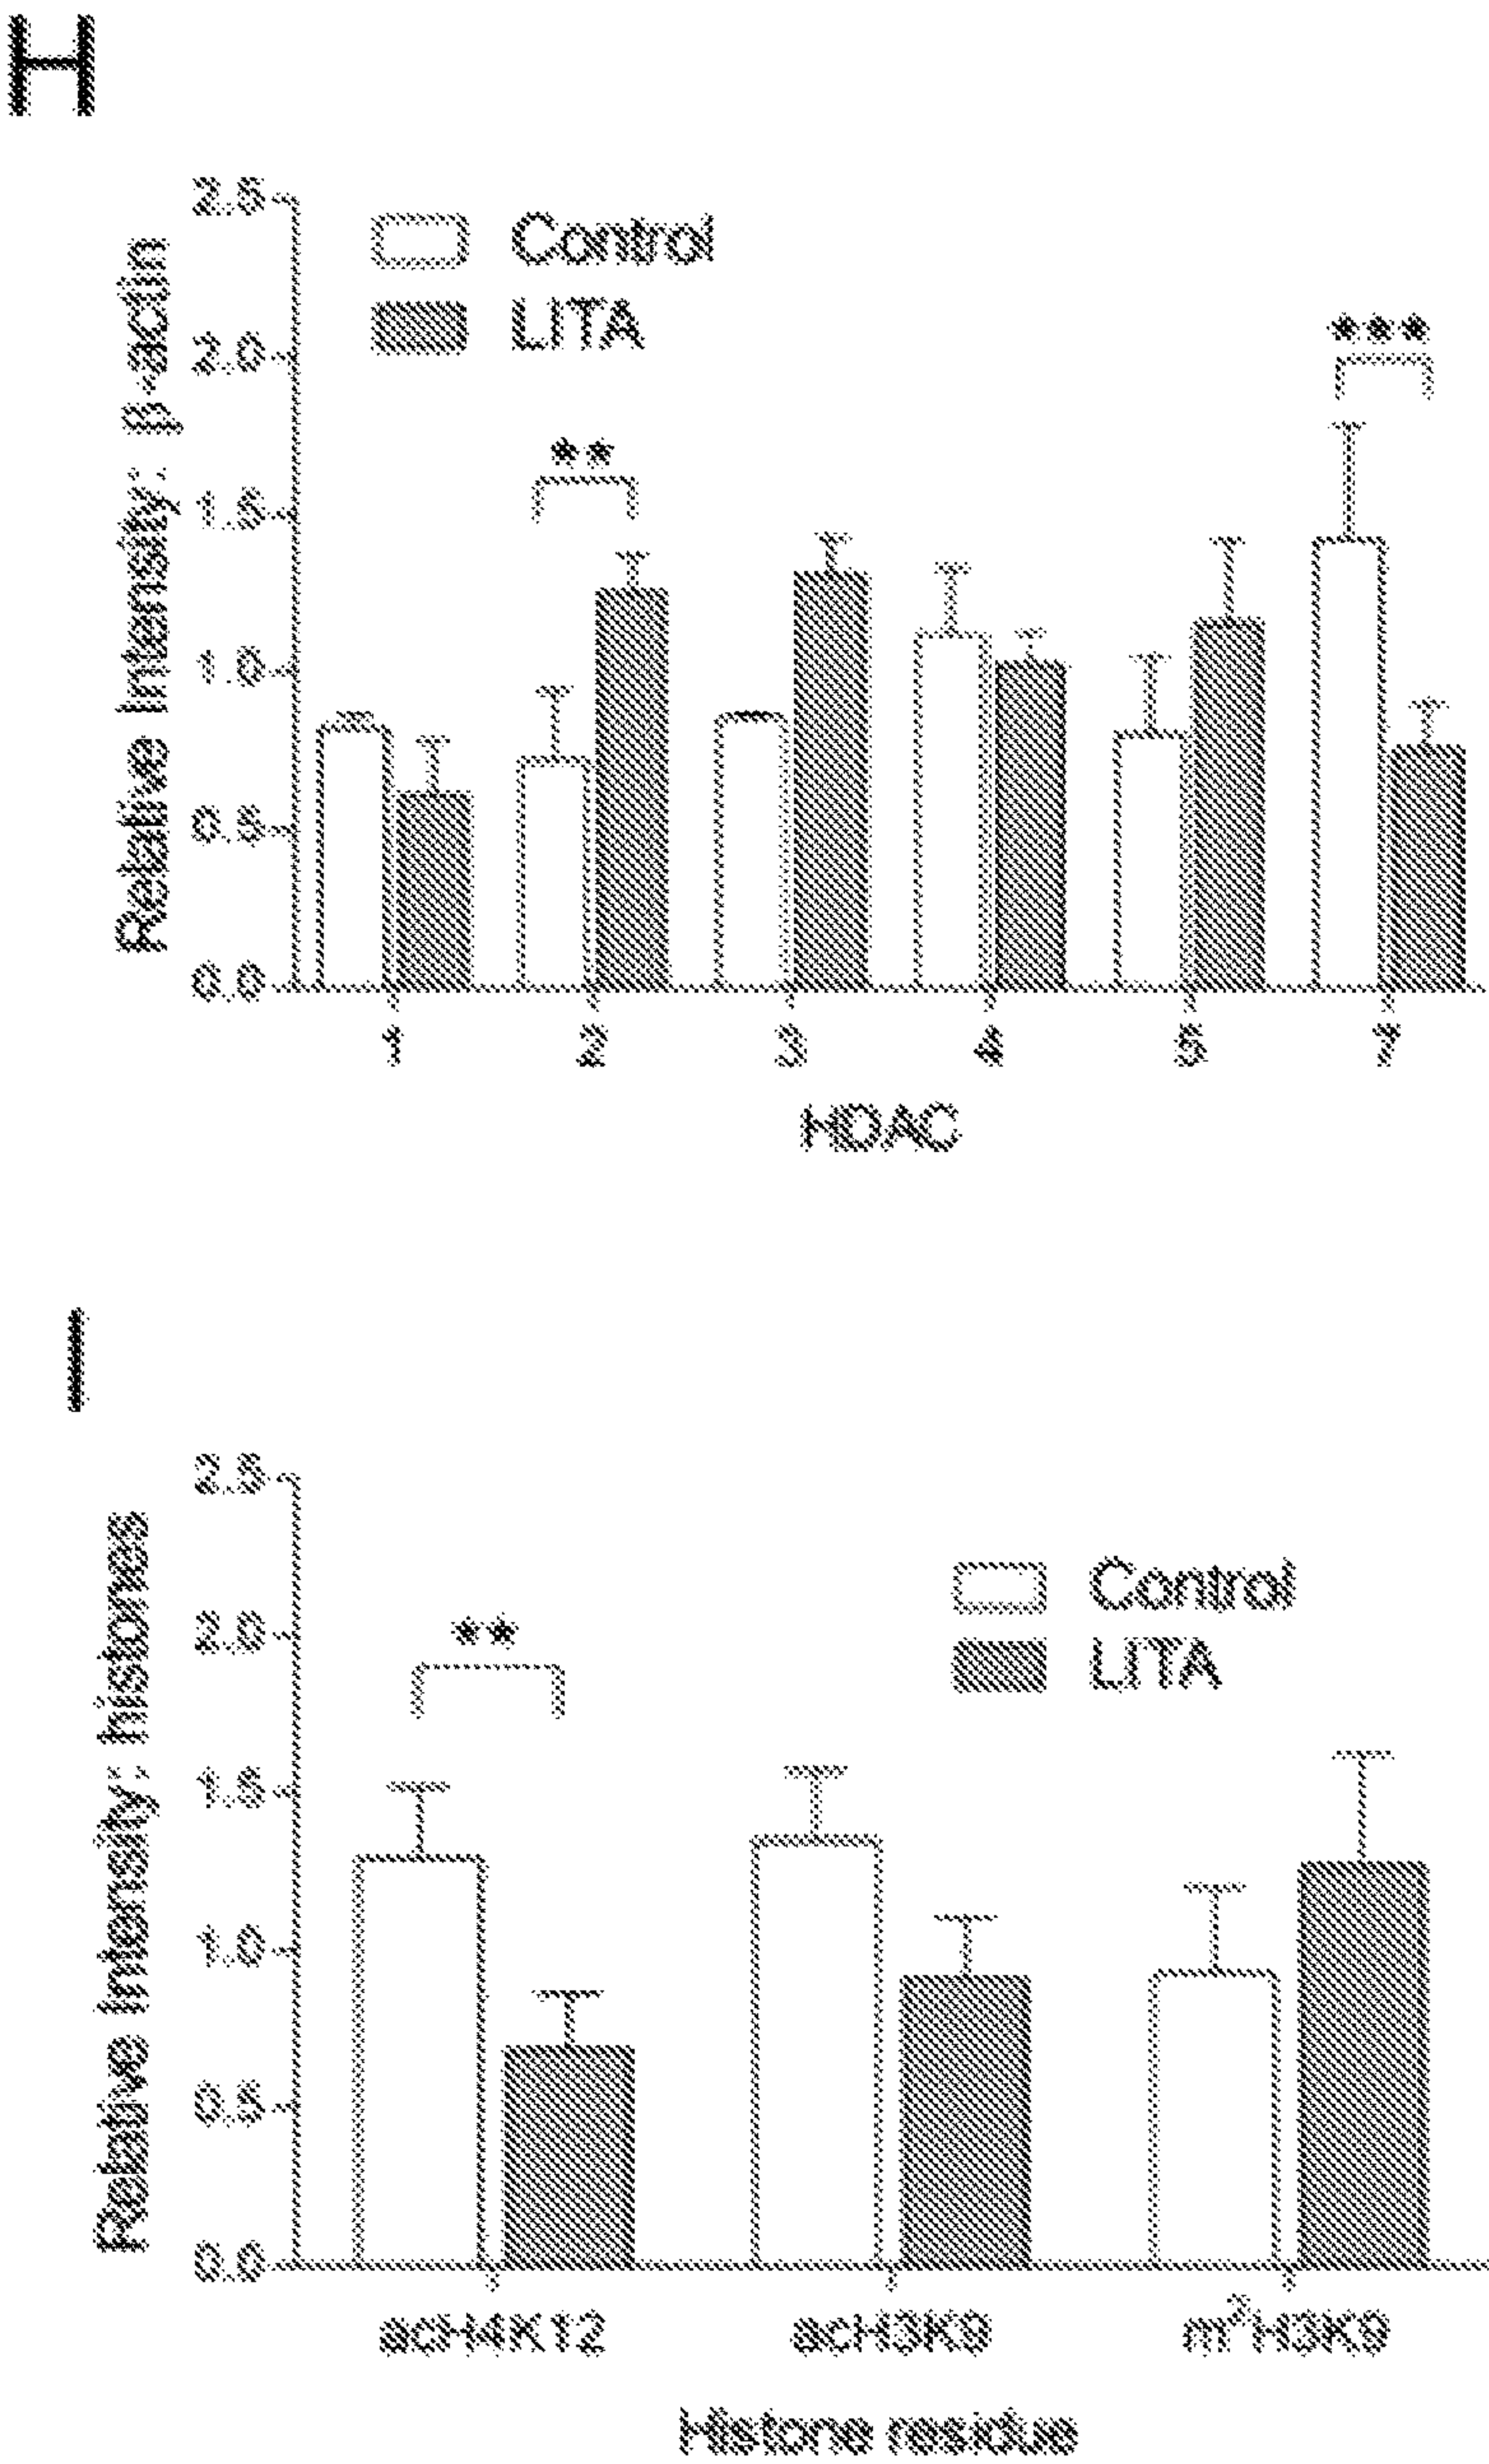 H
Relative Intensity: β-actin
2.5
2.0
1.5
1.0
0.5
0.0
Control
LITA
**
***
1 2 3 4 5 7
HDAC
I
Relative Intensity: histones
2.5
2.0
1.5
1.0
0.5
0.0
Control
LITA
**
acH4K12 acH3K9 m²H3K9
Histone residue